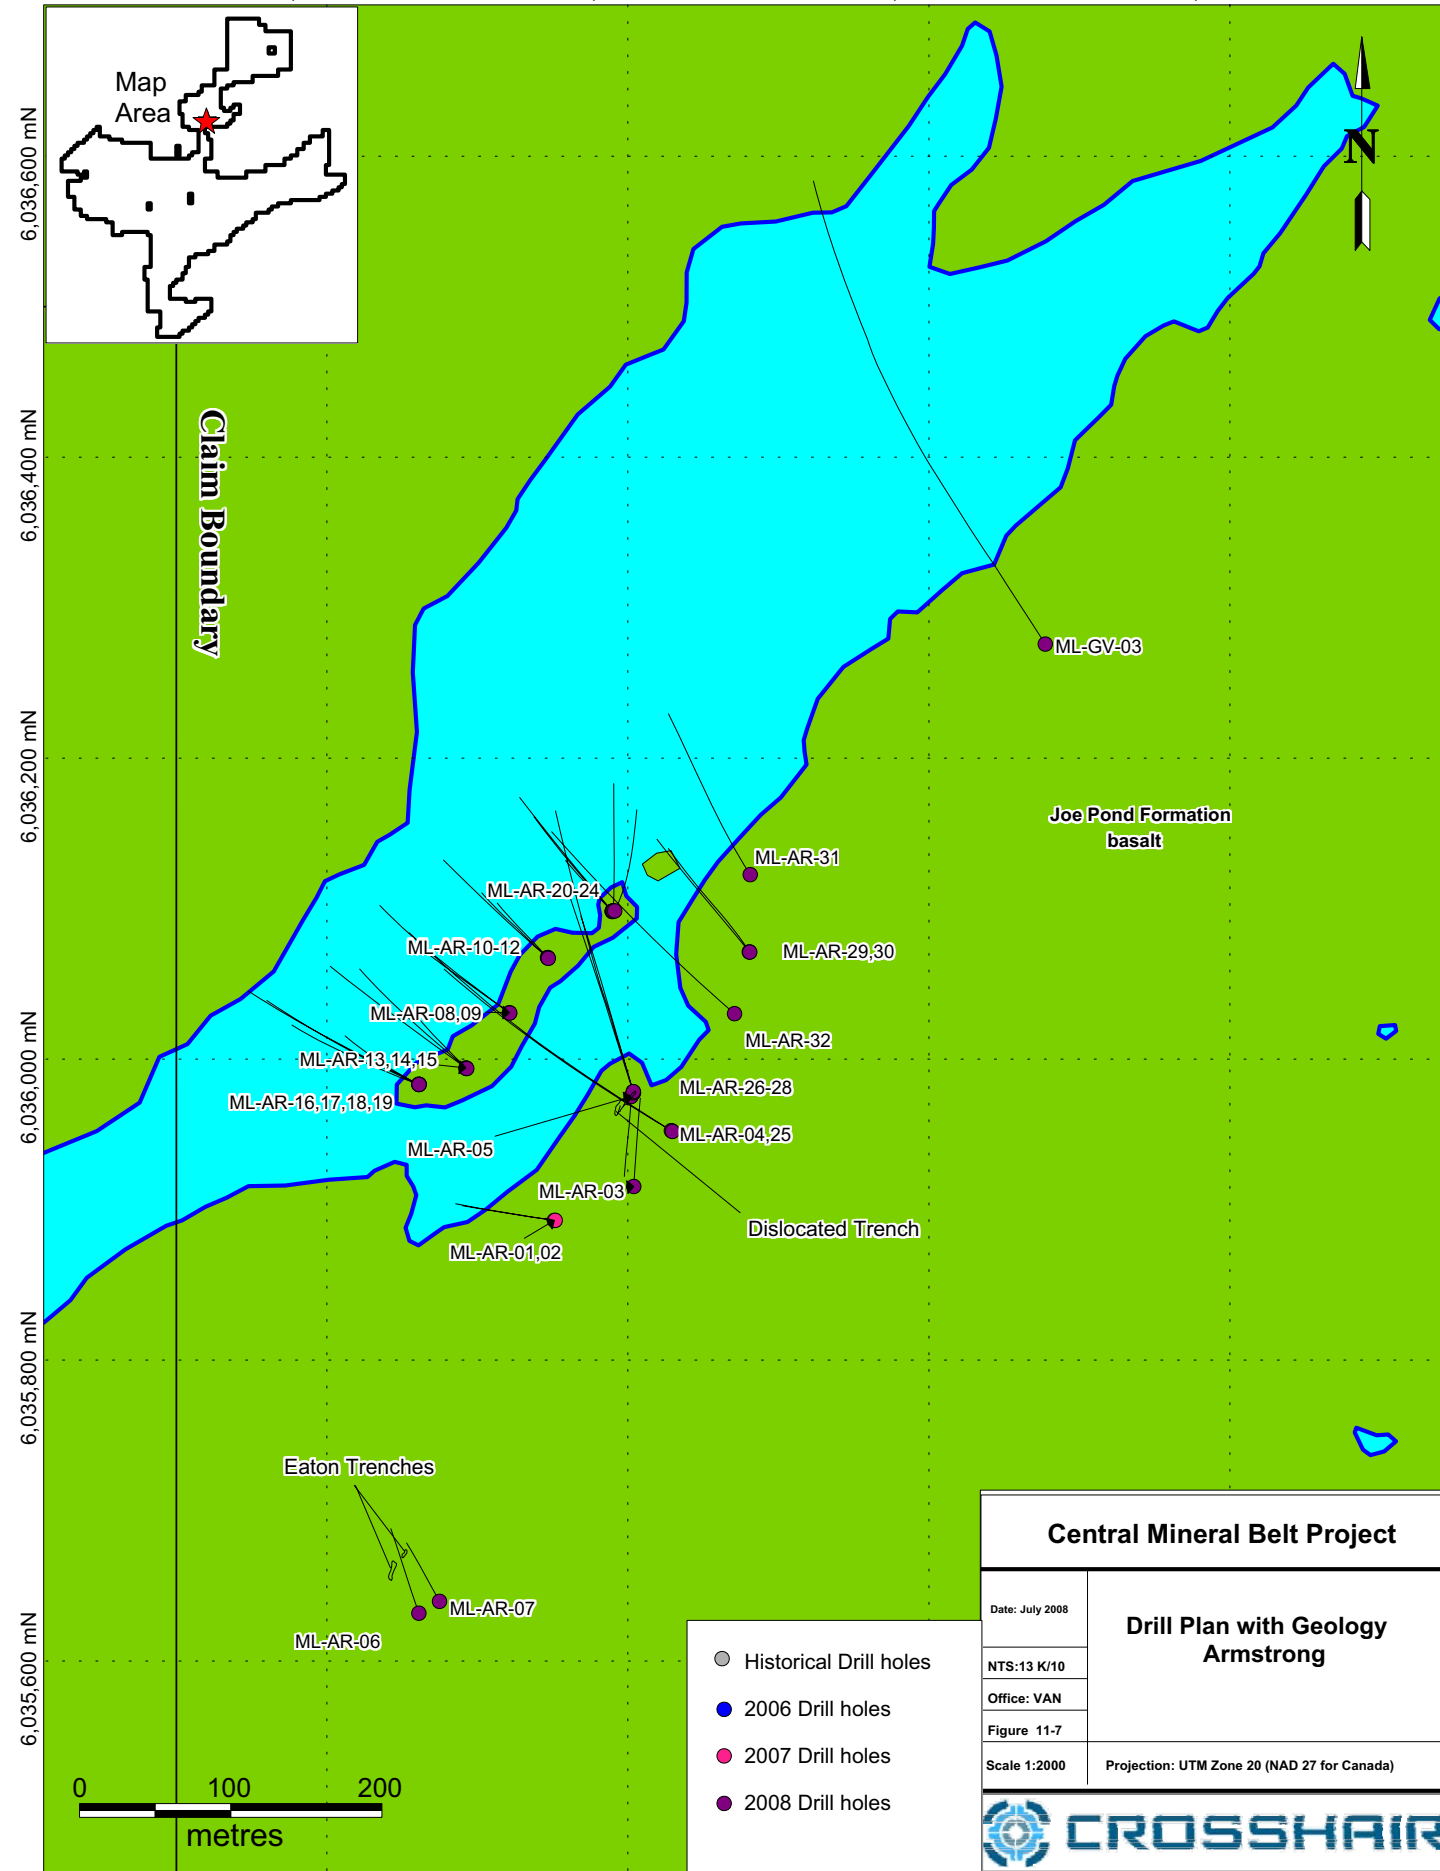 Map
Area
N
6,036,600 mN
6,036,400 mN
6,036,200 mN
6,036,000 mN
6,035,800 mN
6,035,600 mN
Claim Boundary
ML-GV-03
Joe Pond Formation
basalt
ML-AR-31
ML-AR-20-24
ML-AR-10-12
ML-AR-29,30
ML-AR-08,09
ML-AR-32
ML-AR-13,14,15
ML-AR-26-28
ML-AR-16,17,18,19
ML-AR-04,25
ML-AR-05
ML-AR-03
Dislocated Trench
ML-AR-01,02
Eaton Trenches
ML-AR-07
ML-AR-06
Historical Drill holes
2006 Drill holes
2007 Drill holes
2008 Drill holes
0 100 200
metres
Central Mineral Belt Project
Date: July 2008
Drill Plan with Geology
Armstrong
NTS:13 K/10
Office: VAN
Figure 11-7
Scale 1:2000
Projection: UTM Zone 20 (NAD 27 for Canada)
CROSSHAIR